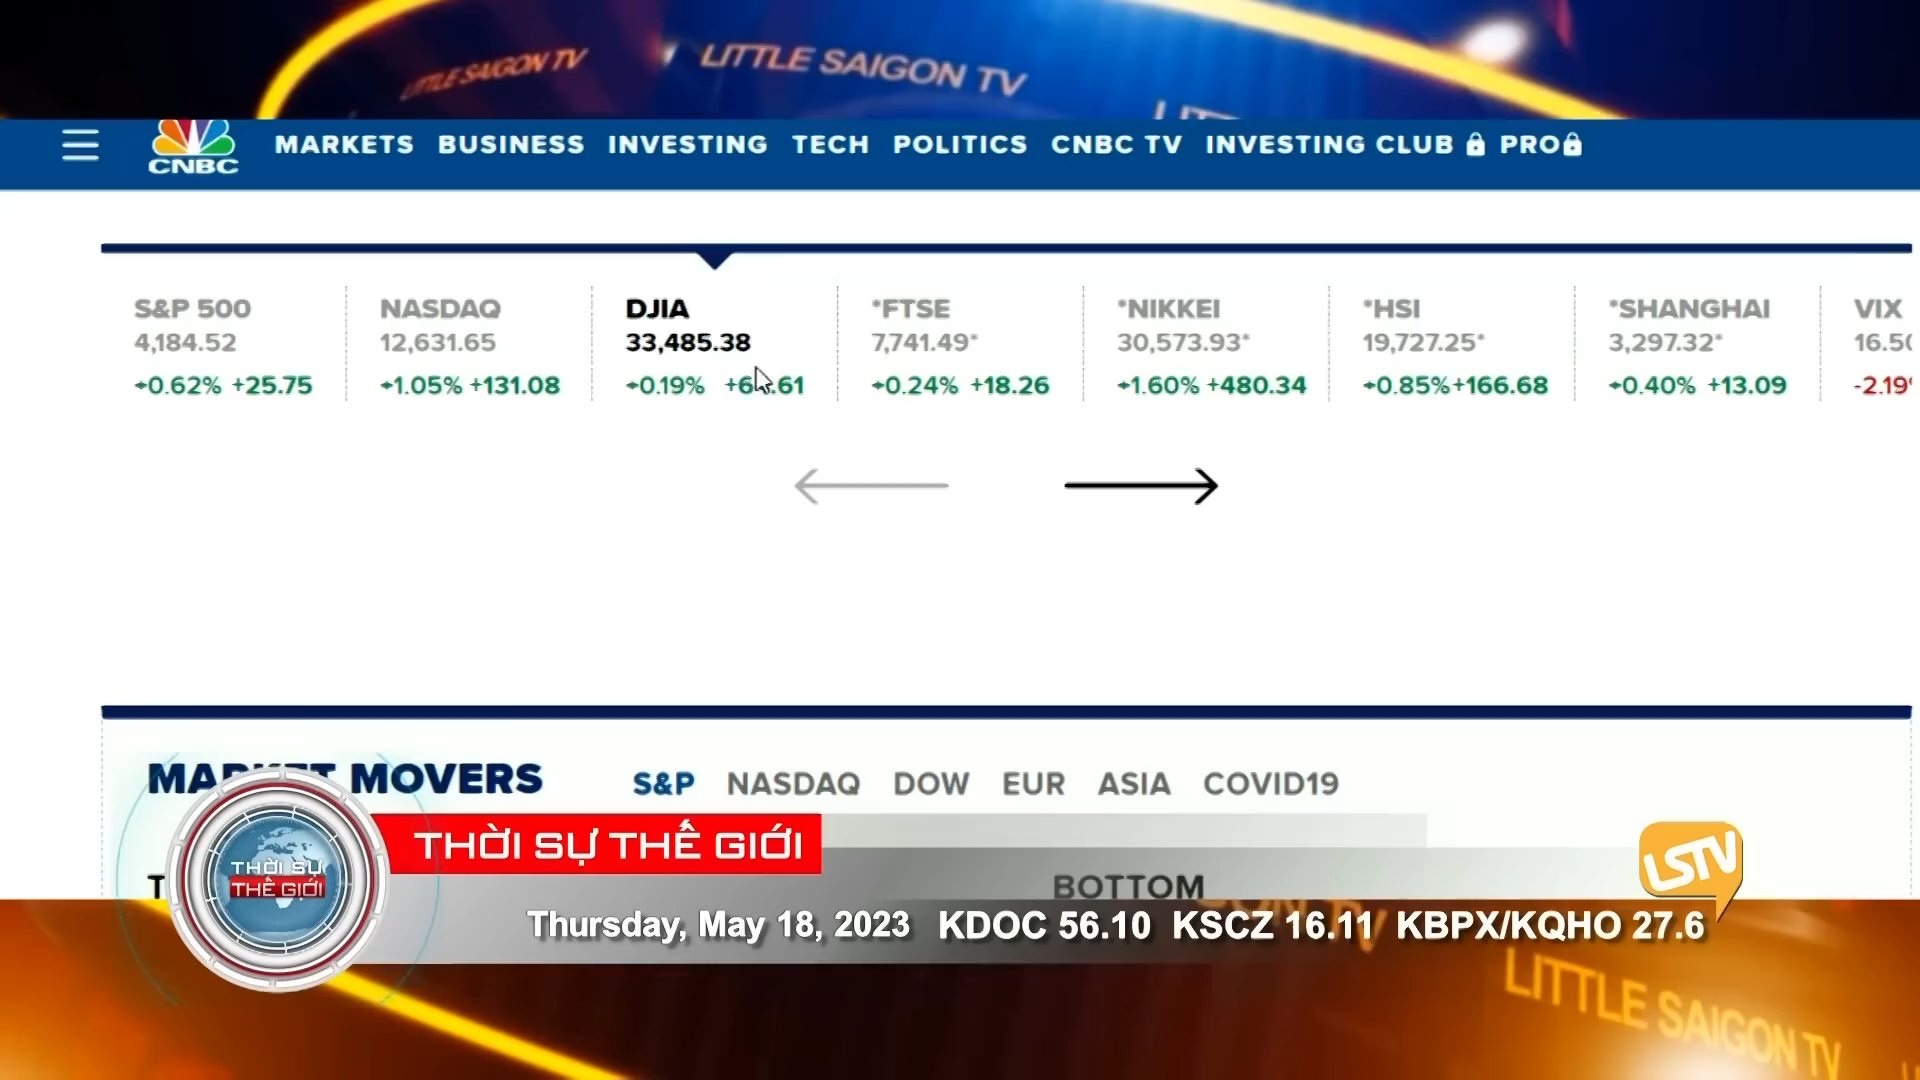 LITTLE SAIGON TV
LITTLE SAIGON TV
CNBC
MARKETS BUSINESS INVESTING TECH POLITICS CNBC TV INVESTING CLUB PRO
S&P 500
4,184.52
+0.62% +25.75
NASDAQ
12,631.65
+1.05% +131.08
DJIA
33,485.38
+0.19%
*FTSE
7,741.49*
+0.24% +18.26
*NIKKEI
30,573.93*
+1.60% +480.34
*HSI
19,727.25*
+0.85% +166.68
*SHANGHAI
3,297.32*
+0.40% +13.09
VIX
MARKET MOVERS
S&P NASDAQ DOW EUR ASIA COVID19
BOTTOM
THỜI SỰ THẾ GIỚI
THỜI SỰ
THẾ GIỚI
LSTV
Thursday, May 18, 2023 KDOC 56.10 KSCZ 16.11 KBPX/KQHO 27.6
LITTLE SAIGON TV